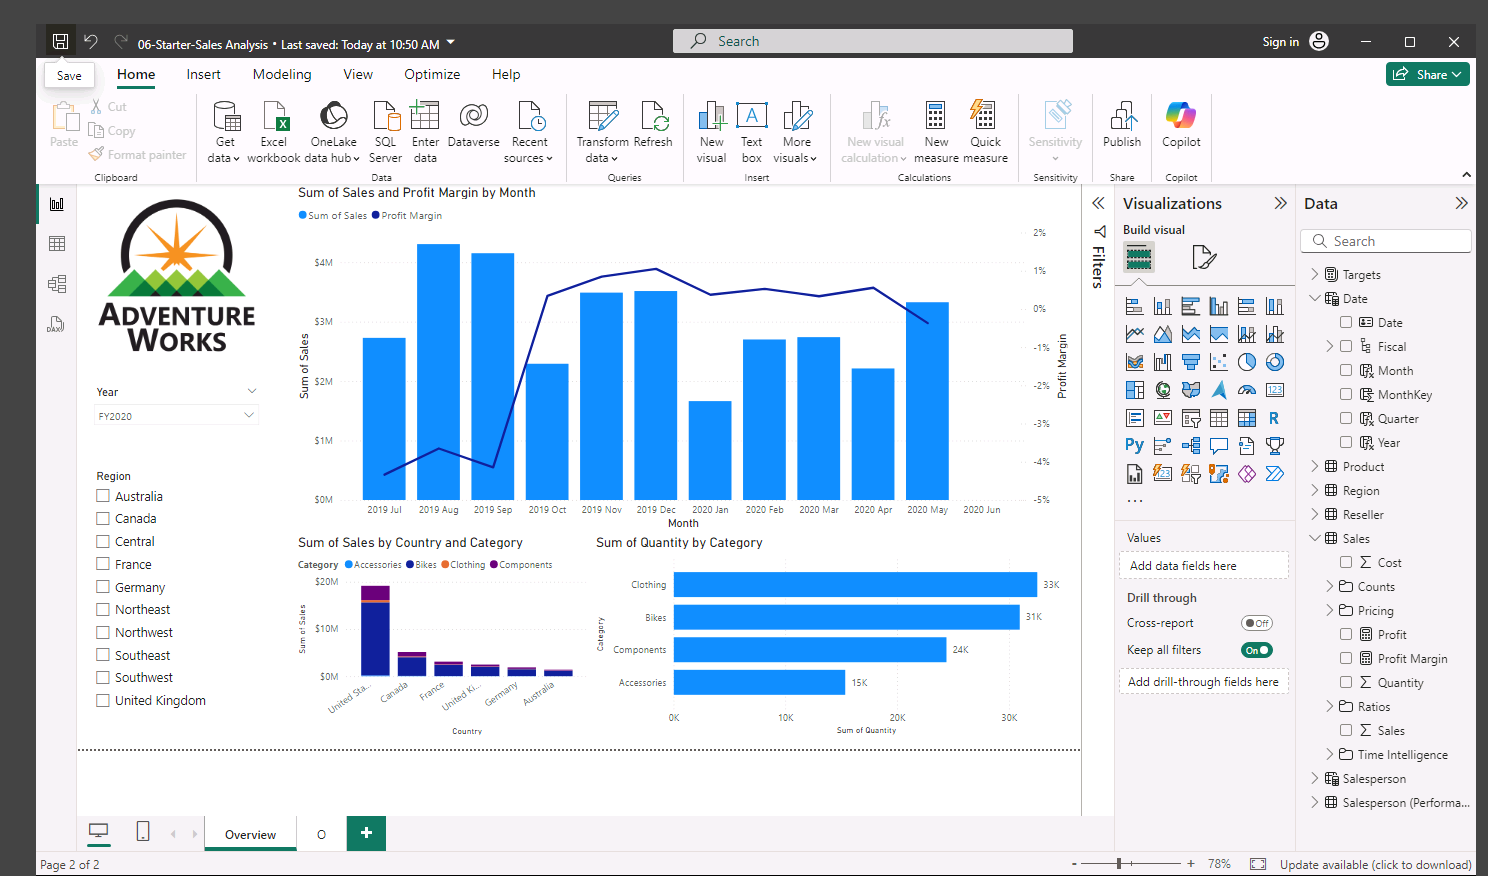 06-Starter-Sales Analysis • Last saved: Today at 10:50 AM
Search
Sign in
Save
Home
Insert
Modeling
View
Optimize
Help
Share
Paste
Cut
Copy
Format painter
Clipboard
Get data
Excel workbook
OneLake data hub
SQL Server
Enter data
Dataverse
Recent sources
Data
Transform data
Refresh
Queries
New visual
Text box
More visuals
Insert
New visual calculation
New measure
Quick measure
Calculations
Sensitivity
Sensitivity
Publish
Share
Copilot
Copilot
ADVENTURE
WORKS
Year
FY2020
Region
Australia
Canada
Central
France
Germany
Northeast
Northwest
Southeast
Southwest
United Kingdom
Sum of Sales and Profit Margin by Month
Sum of Sales
Profit Margin
$4M
$3M
$2M
$1M
$0M
Sum of Sales
2%
1%
0%
-1%
-2%
-3%
-4%
-5%
Profit Margin
2019 Jul
2019 Aug
2019 Sep
2019 Oct
2019 Nov
2019 Dec
2020 Jan
2020 Feb
2020 Mar
2020 Apr
2020 May
2020 Jun
Month
Sum of Sales by Country and Category
Category
Accessories
Bikes
Clothing
Components
$20M
$10M
$0M
Sum of Sales
United Sta...
Canada
France
United Ki...
Germany
Australia
Country
Sum of Quantity by Category
Category
Clothing
33K
Bikes
31K
Components
24K
Accessories
15K
0K
10K
20K
30K
Sum of Quantity
Filters
Visualizations
Build visual
R
Py
123
...
Values
Add data fields here
Drill through
Cross-report
Off
Keep all filters
On
Add drill-through fields here
Data
Search
Targets
Date
Date
Fiscal
Month
MonthKey
Quarter
Year
Product
Region
Reseller
Sales
Cost
Counts
Pricing
Profit
Profit Margin
Quantity
Ratios
Sales
Time Intelligence
Salesperson
Salesperson (Performa...
Overview
O
Page 2 of 2
78%
Update available (click to download)